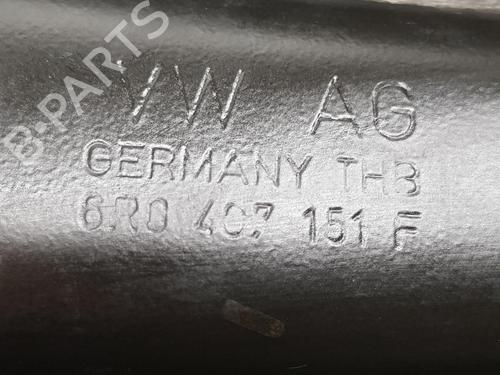 B-PARTS
VW AG
GERMANY THB
6R0 407 151 F